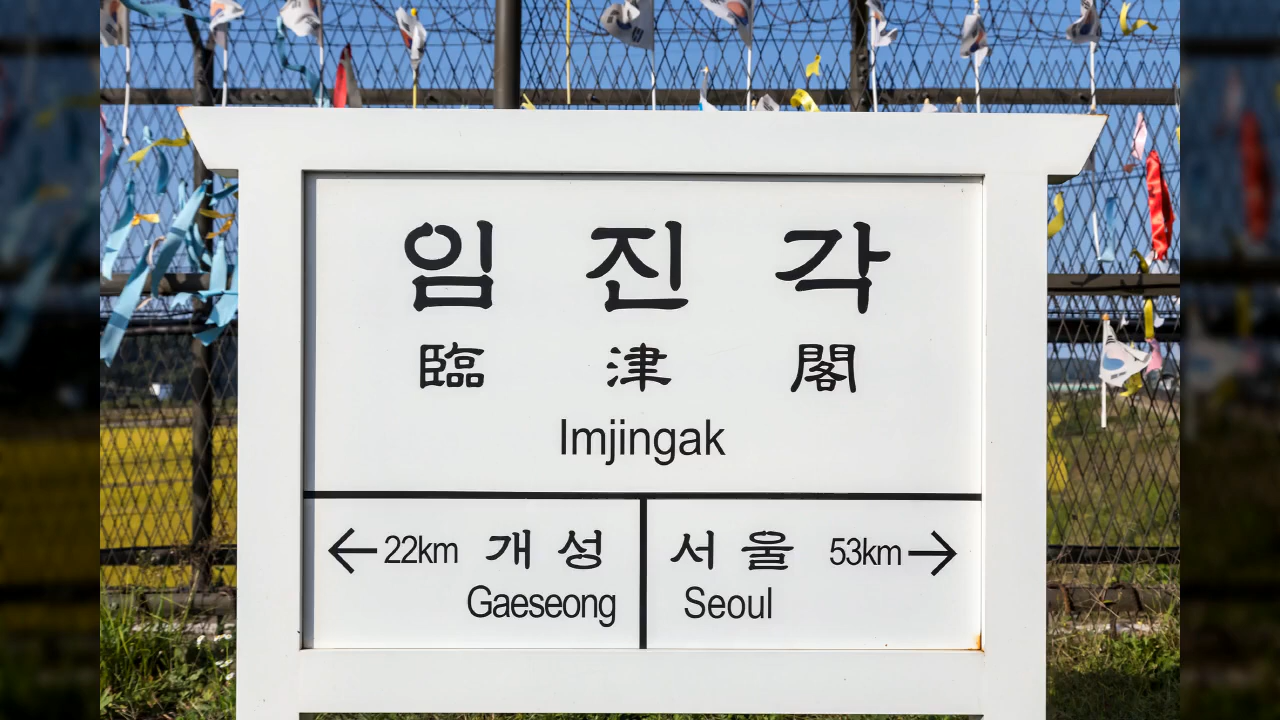 임 진 각
臨 津 閣
Imjingak
← 22km 개 성
Gaeseong
서 울 53km →
Seoul